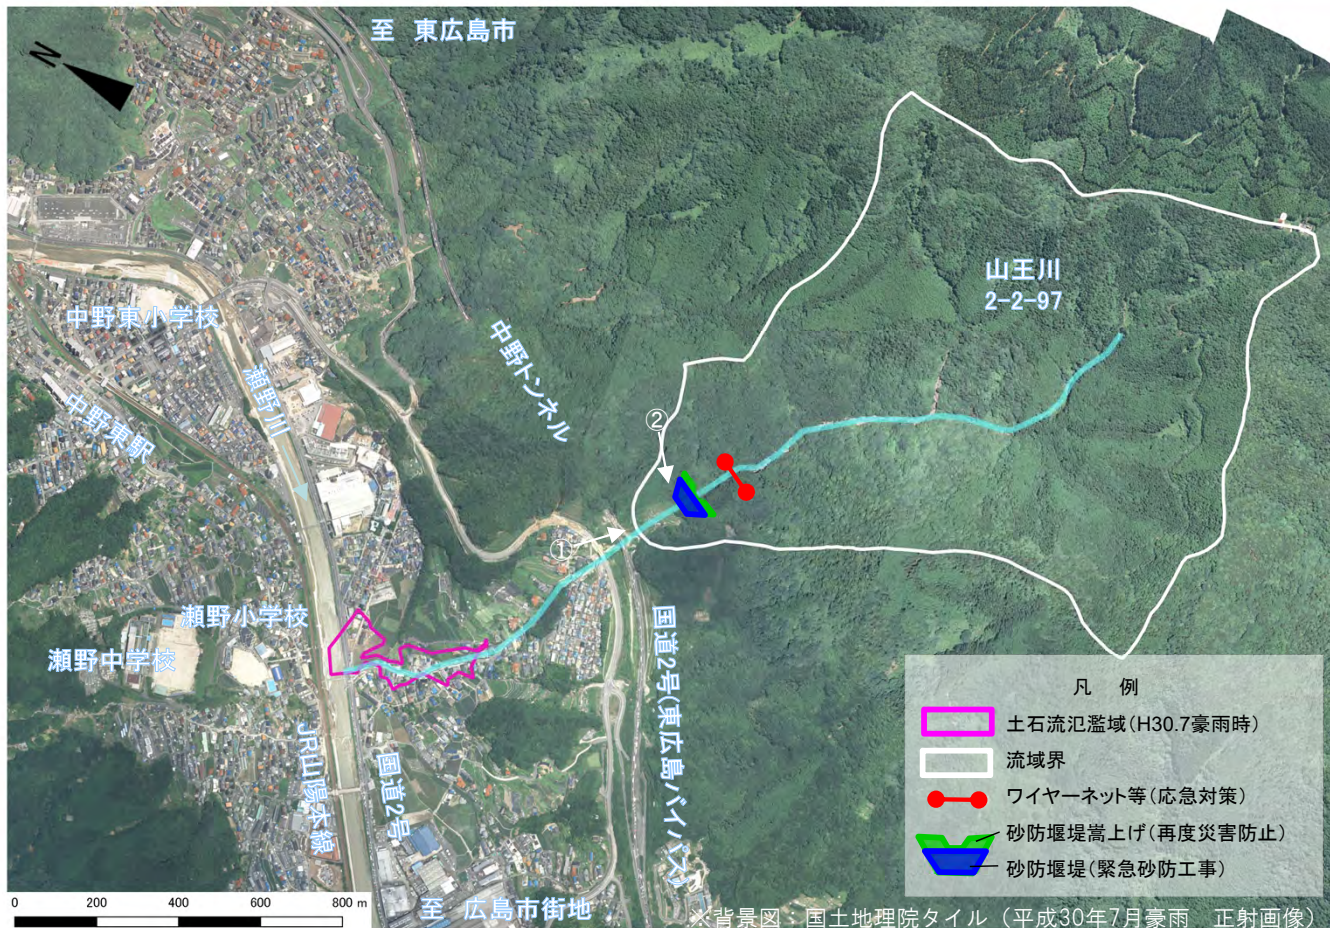 至 東広島市
N
山王川
2-2-97
中野東小学校
中野トンネル
瀬野川
中野東駅
②
①
瀬野小学校
瀬野中学校
国道2号(東広島バイパス)
JR山陽本線
国道2号
至 広島市街地
凡 例
土石流氾濫域(H30.7豪雨時)
流域界
ワイヤーネット等(応急対策)
砂防堰堤嵩上げ(再度災害防止)
砂防堰堤(緊急砂防工事)
0 200 400 600 800 m
※背景図：国土地理院タイル（平成30年7月豪雨 正射画像）